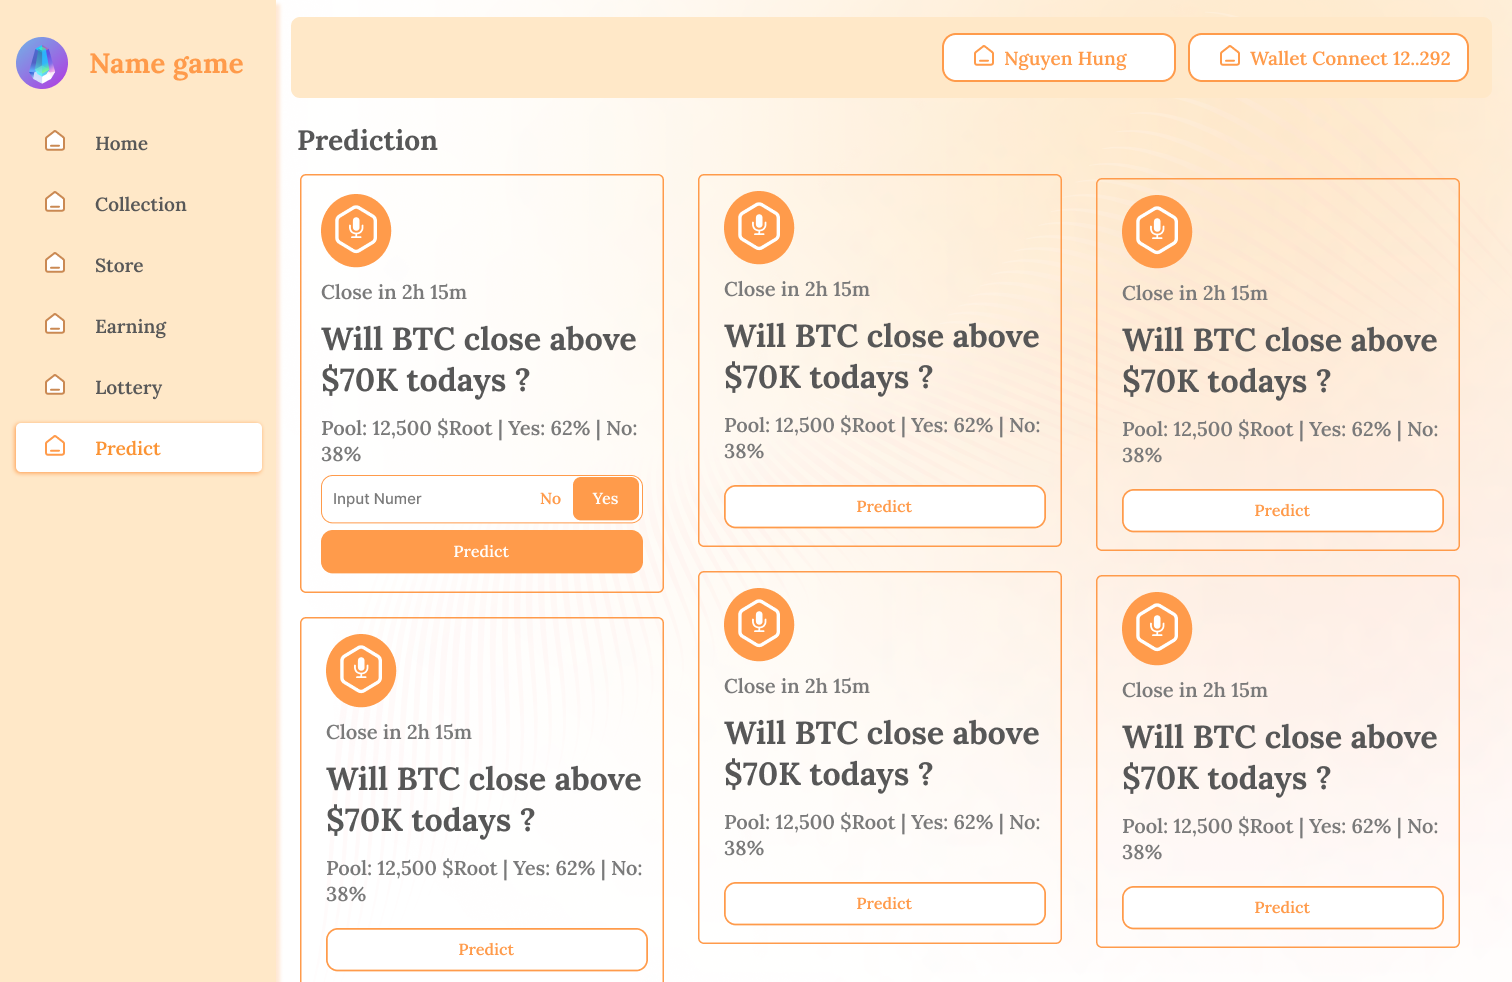 Name game
Home
Collection
Store
Earning
Lottery
Predict
Nguyen Hung
Wallet Connect 12..292
Prediction
Close in 2h 15m
Will BTC close above
$70K todays ?
Pool: 12,500 $Root | Yes: 62% | No:
38%
Input Numer
No
Yes
Predict
Close in 2h 15m
Will BTC close above
$70K todays ?
Pool: 12,500 $Root | Yes: 62% | No:
38%
Predict
Close in 2h 15m
Will BTC close above
$70K todays ?
Pool: 12,500 $Root | Yes: 62% | No:
38%
Predict
Close in 2h 15m
Will BTC close above
$70K todays ?
Pool: 12,500 $Root | Yes: 62% | No:
38%
Predict
Close in 2h 15m
Will BTC close above
$70K todays ?
Pool: 12,500 $Root | Yes: 62% | No:
38%
Predict
Close in 2h 15m
Will BTC close above
$70K todays ?
Pool: 12,500 $Root | Yes: 62% | No:
38%
Predict